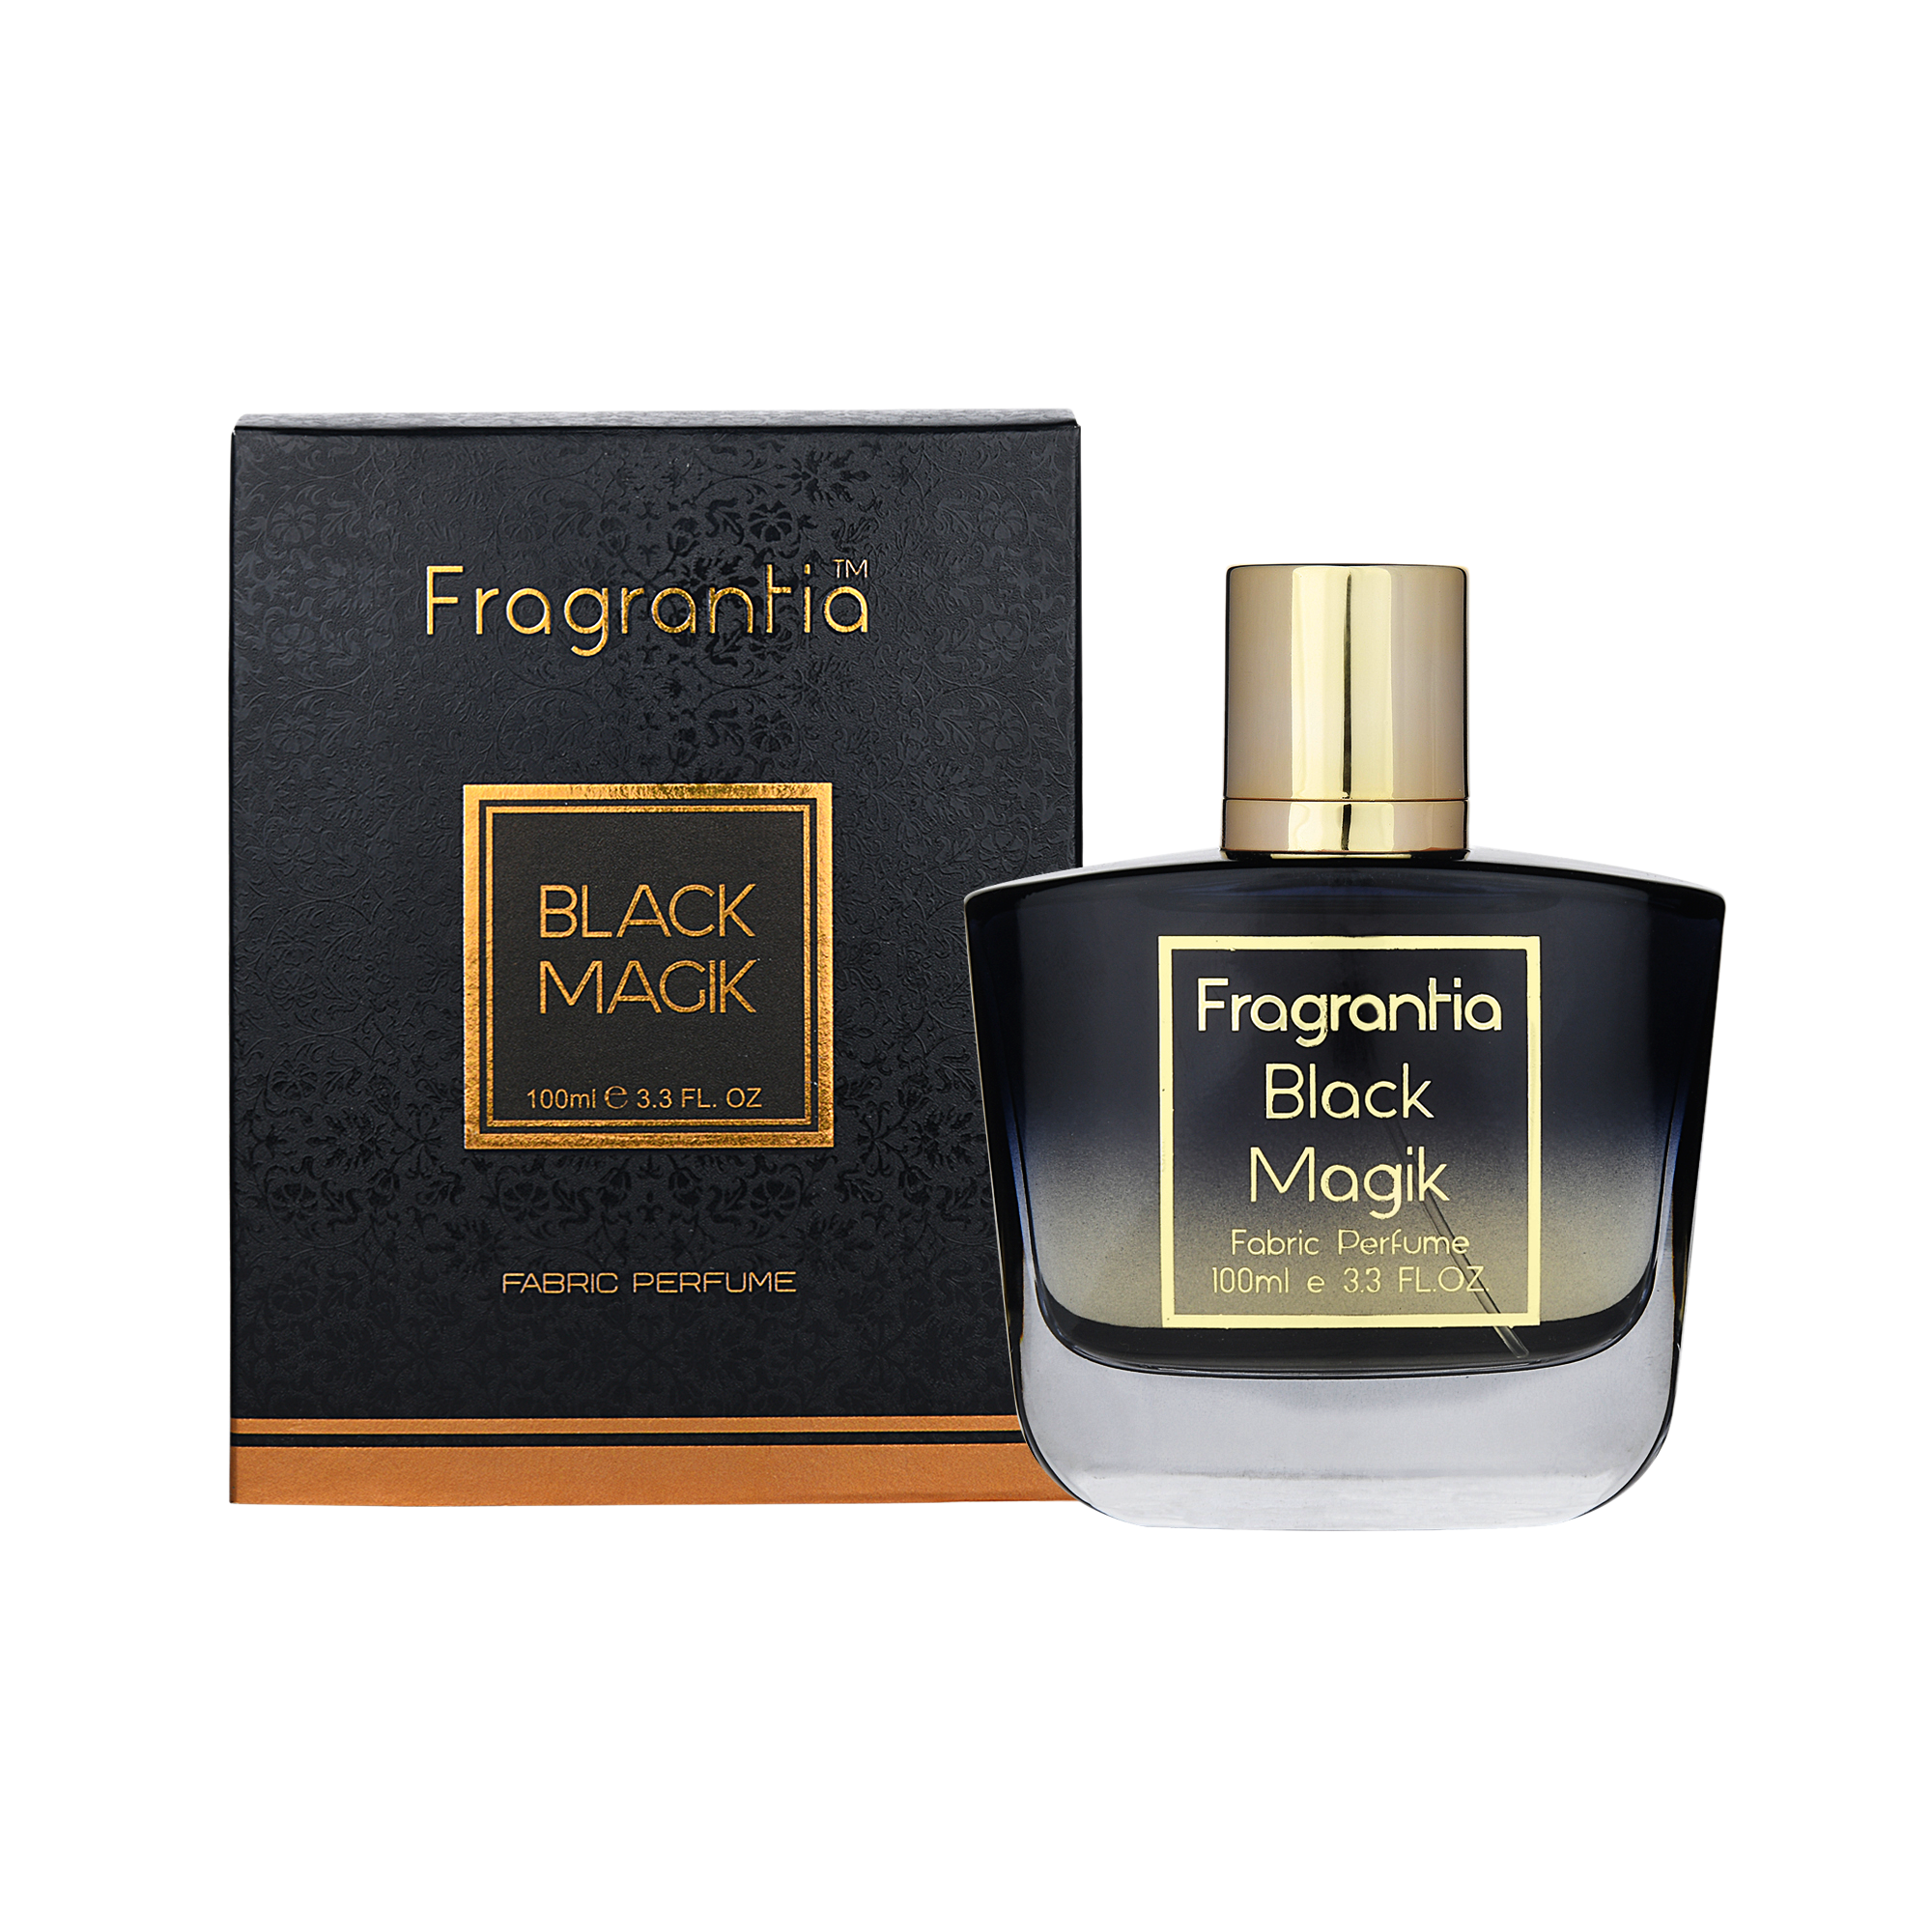 Fragrantia™
BLACK
MAGIK
100ml ℮ 3.3 FL. OZ
FABRIC PERFUME
Fragrantia
Black
Magik
Fabric Perfume
100ml e 3.3 FL.OZ